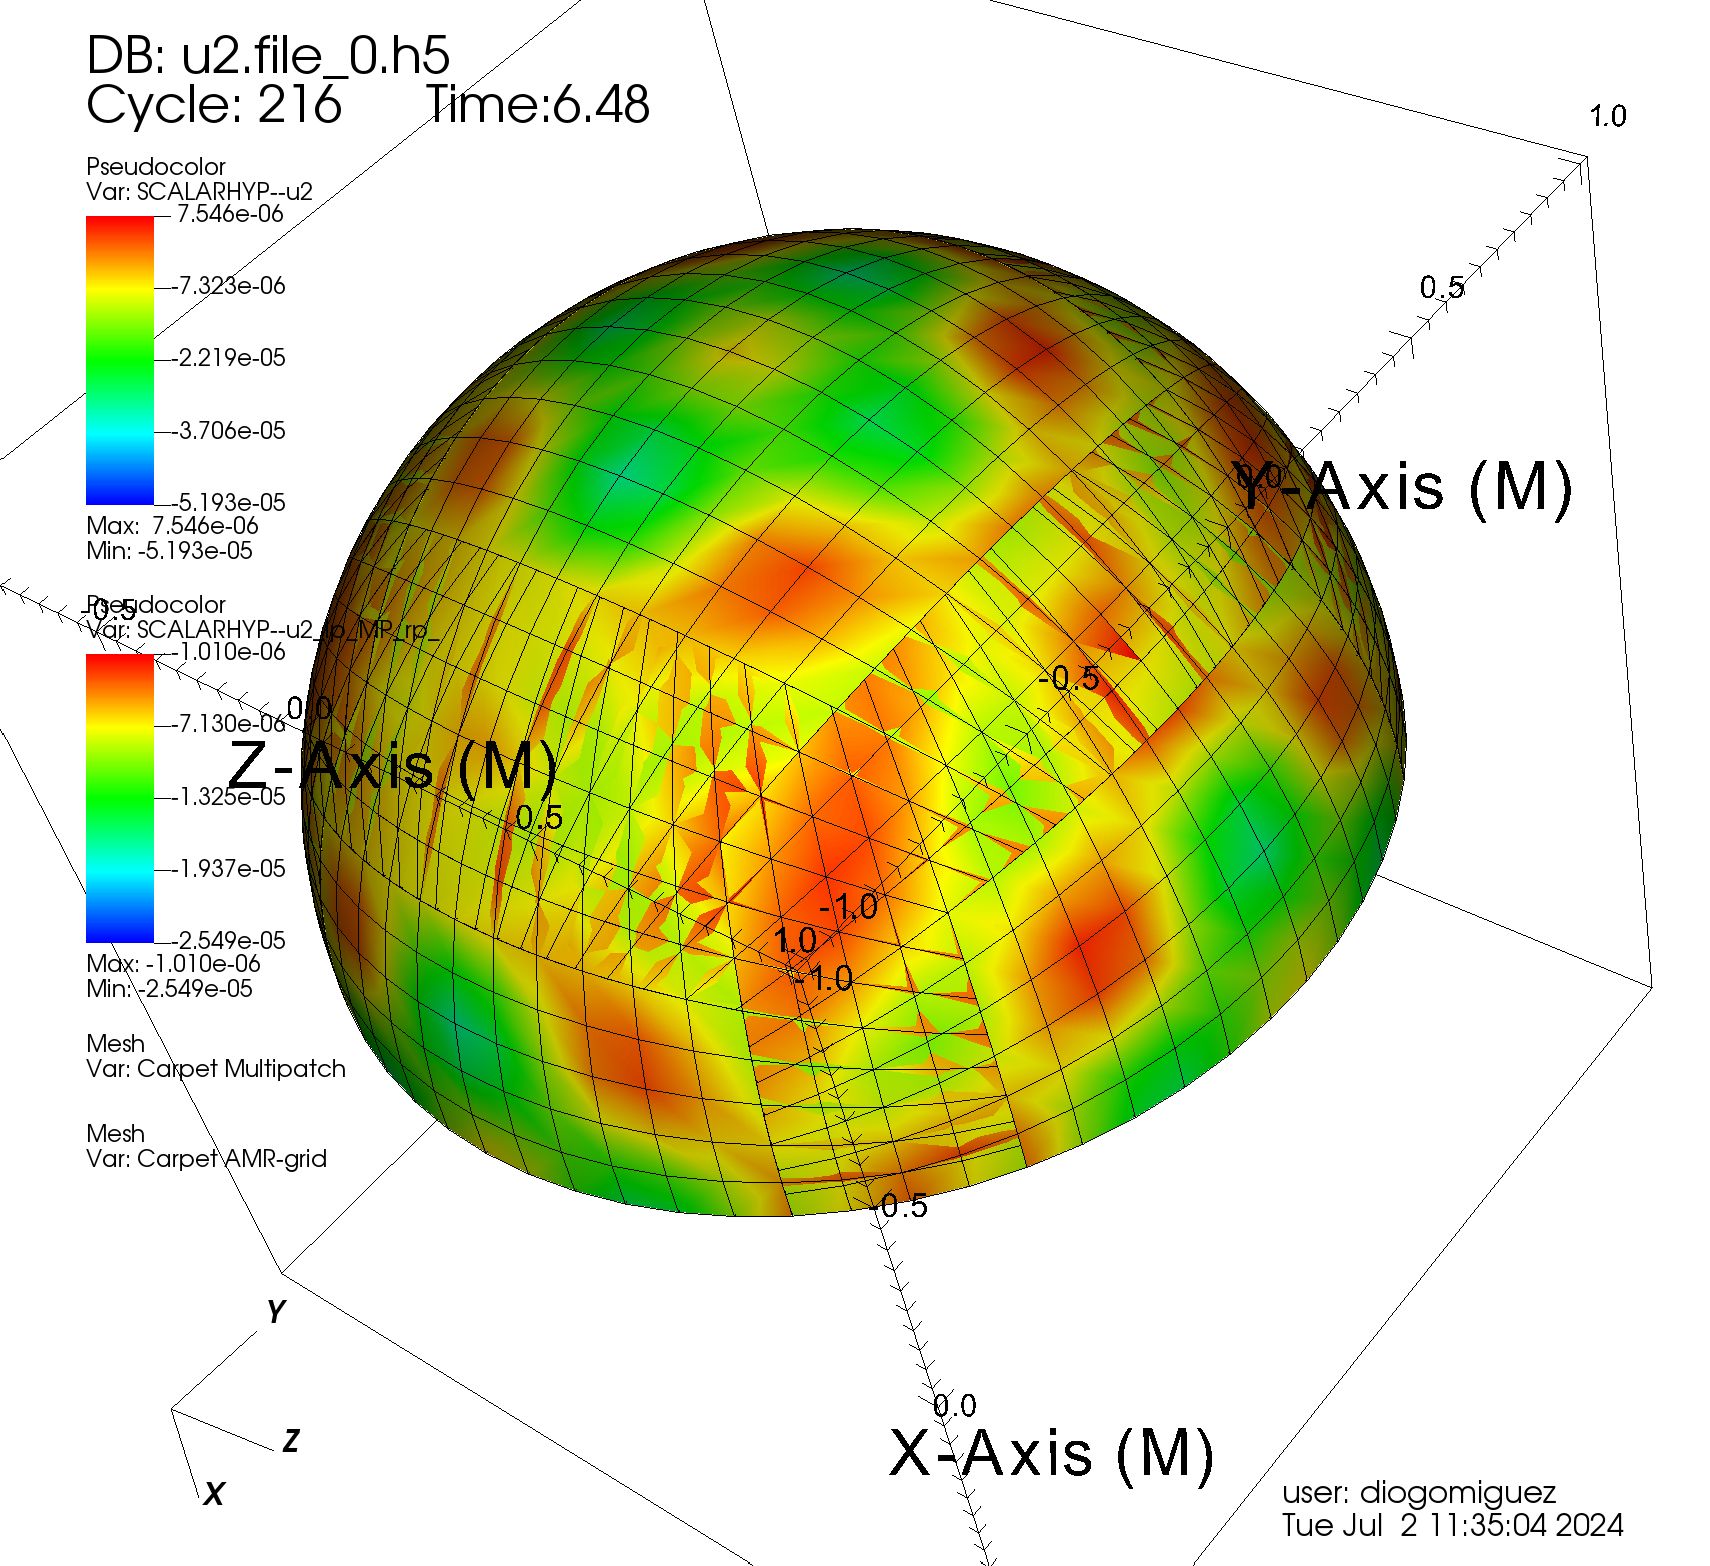 DB: u2.file_0.h5
Cycle: 216 Time:6.48
Pseudocolor
Var: SCALARHYP--u2
7.546e-06
-7.323e-06
-2.219e-05
-3.706e-05
-5.193e-05
Max: 7.546e-06
Min: -5.193e-05
Pseudocolor
-1.010e-06
-7.130e-06
-1.325e-05
-1.937e-05
-2.549e-05
Max: -1.010e-06
Min: -2.549e-05
Mesh
Var: Carpet Multipatch
Mesh
Var: Carpet AMR-grid
1.0
0.5
0.0
Y-Axis (M)
-0.5
-1.0
-0.5
0.0
Z-Axis (M)
0.5
1.0
-1.0
-0.5
0.0
X-Axis (M)
Y
Z
X
user: diogomiguez
Tue Jul 2 11:35:04 2024